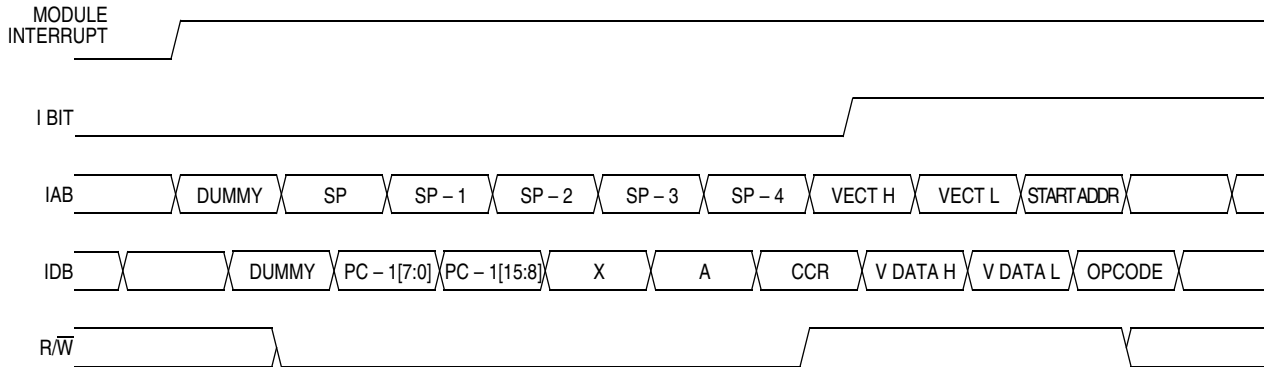 MODULE
INTERRUPT
I BIT
IAB DUMMY SP SP – 1 SP – 2 SP – 3 SP – 4 VECT H VECT L START ADDR
IDB DUMMY PC – 1[7:0] PC – 1[15:8] X A CCR V DATA H V DATA L OPCODE
R/W̅